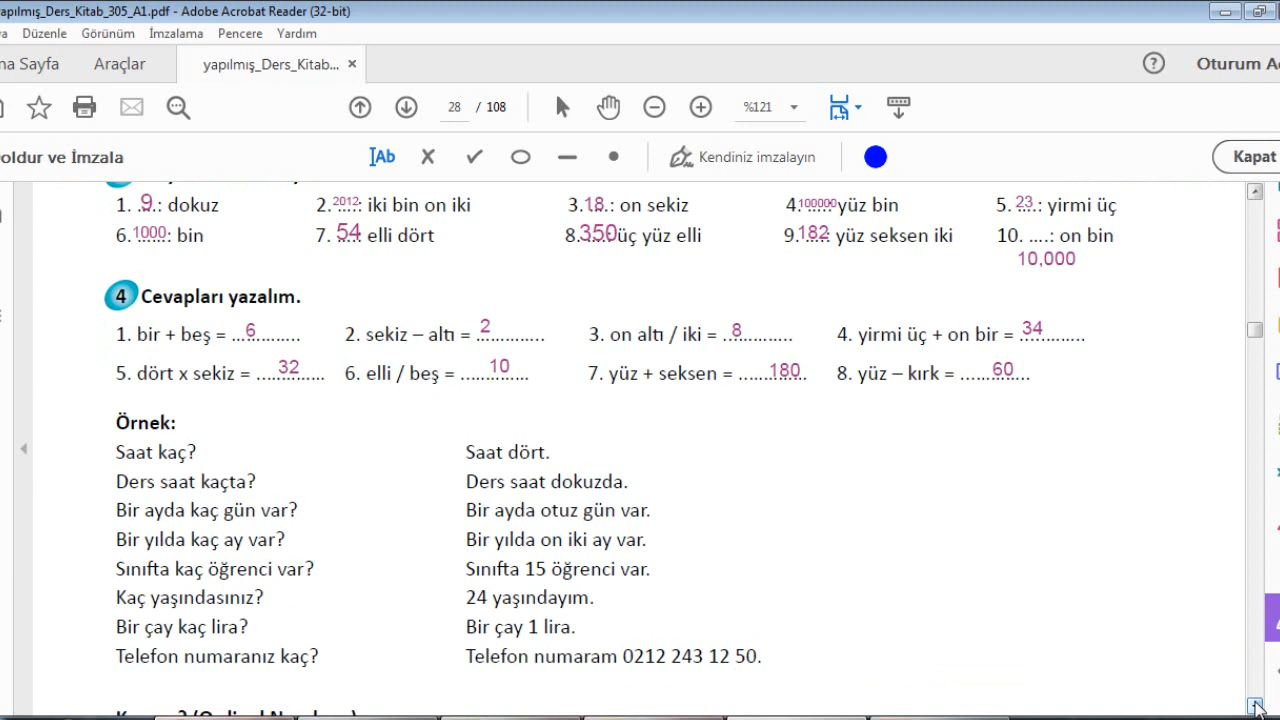 yapılmış_Ders_Kitab_305_A1.pdf - Adobe Acrobat Reader (32-bit)
Düzenle Görünüm İmzalama Pencere Yardım
na Sayfa Araçlar yapılmış_Ders_Kitab... × ? Oturum Aç
28 / 108 %121
oldur ve İmzala Ab Kendiniz imzalayın Kapat
1. 9 : dokuz 2. 2012 : iki bin on iki 3. 18 : on sekiz 4. 100000 yüz bin 5. 23 : yirmi üç
6. 1000 : bin 7. 54 elli dört 8. 350 üç yüz elli 9. 182 yüz seksen iki 10. ....: on bin
10,000
4 Cevapları yazalım.
1. bir + beş = ... 6 ......... 2. sekiz – altı = 2 ............ 3. on altı / iki = ..8........... 4. yirmi üç + on bir = 34 ............
5. dört x sekiz = ...... 32 ...... 6. elli / beş = ...... 10 ...... 7. yüz + seksen = ...... 180 ...... 8. yüz – kırk = ...... 60 ......
Örnek:
Saat kaç? Saat dört.
Ders saat kaçta? Ders saat dokuzda.
Bir ayda kaç gün var? Bir ayda otuz gün var.
Bir yılda kaç ay var? Bir yılda on iki ay var.
Sınıfta kaç öğrenci var? Sınıfta 15 öğrenci var.
Kaç yaşındasınız? 24 yaşındayım.
Bir çay kaç lira? Bir çay 1 lira.
Telefon numaranız kaç? Telefon numaram 0212 243 12 50.